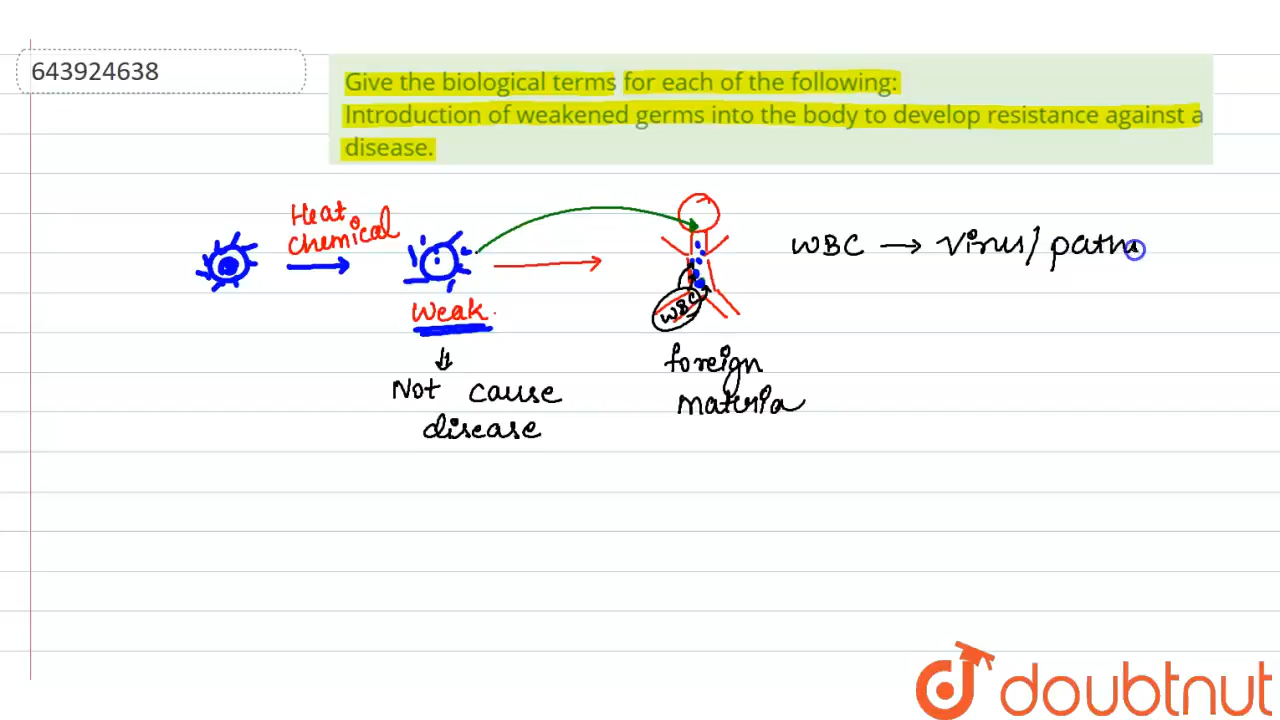 643924638
Give the biological terms for each of the following:
Introduction of weakened germs into the body to develop resistance against a
disease.
Heat
chemical
WBC → Virus/path
Weak.
WBC
Not cause
disease
foreign
materia
doubtnut